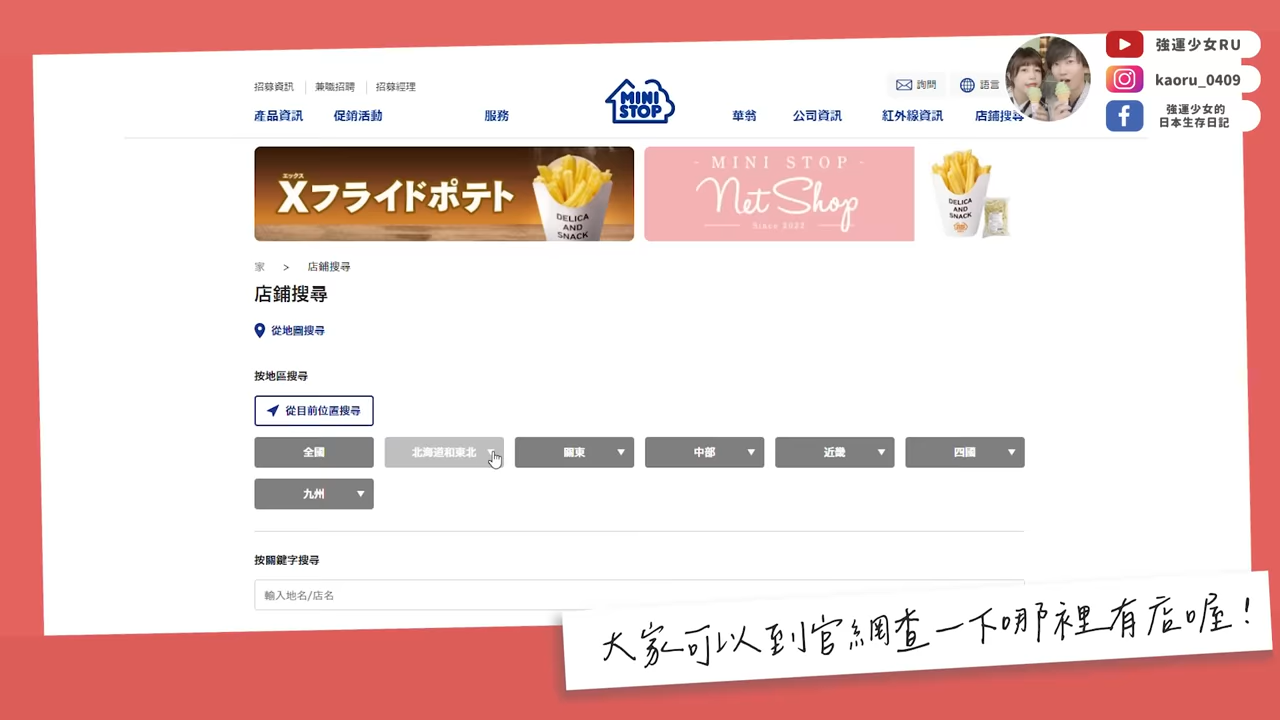 強運少女RU
kaoru_0409
強運少女的
日本生存日記
招募資訊 兼職招聘 招募經理
詢問 語言
產品資訊 促銷活動 服務
MINI
STOP
華翁 公司資訊 紅外線資訊 店鋪搜尋
エックス
Xフライドポテト
DELICA
AND
SNACK
- MINI STOP -
Net Shop
Since 2022
DELICA
AND
SNACK
家 > 店鋪搜尋
店鋪搜尋
從地圖搜尋
按地區搜尋
從目前位置搜尋
全國 北海道和東北 關東 中部 近畿 四國
九州
按關鍵字搜尋
輸入地名/店名
大家可以到官網查一下哪裡有店喔!